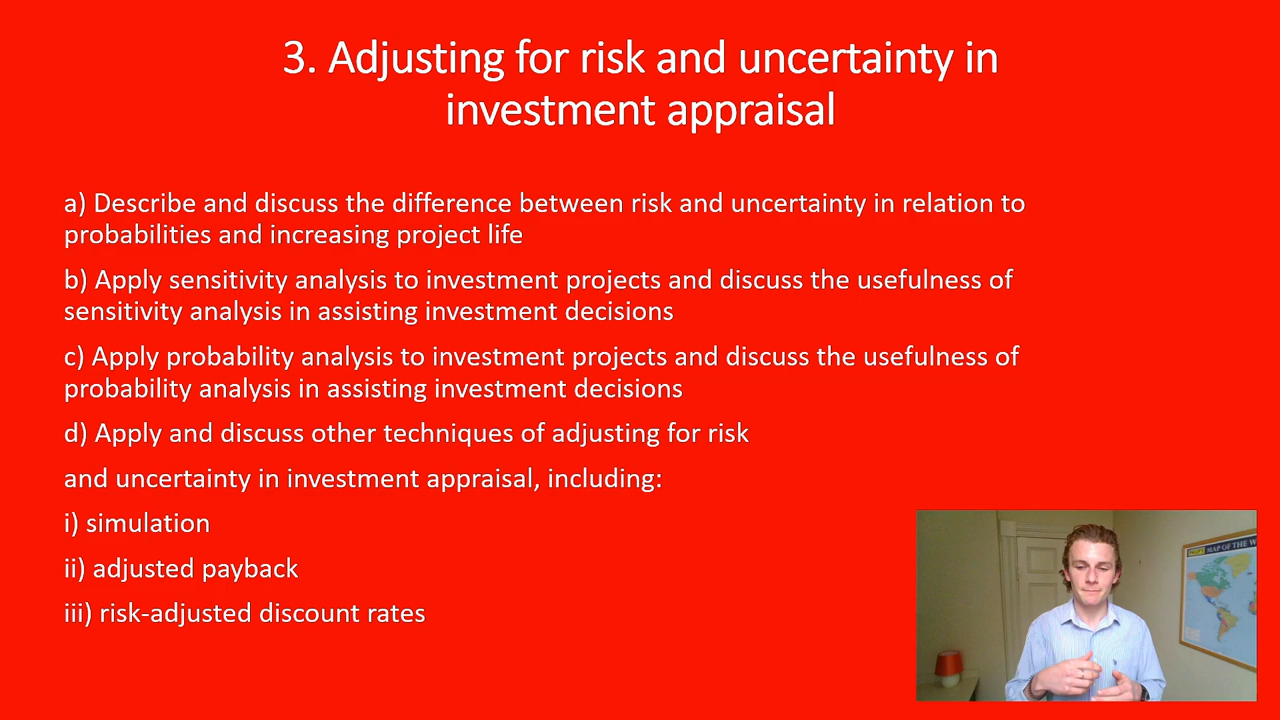 3. Adjusting for risk and uncertainty in
investment appraisal
a) Describe and discuss the difference between risk and uncertainty in relation to
probabilities and increasing project life
b) Apply sensitivity analysis to investment projects and discuss the usefulness of
sensitivity analysis in assisting investment decisions
c) Apply probability analysis to investment projects and discuss the usefulness of
probability analysis in assisting investment decisions
d) Apply and discuss other techniques of adjusting for risk
and uncertainty in investment appraisal, including:
i) simulation
ii) adjusted payback
iii) risk-adjusted discount rates
MAP OF THE W